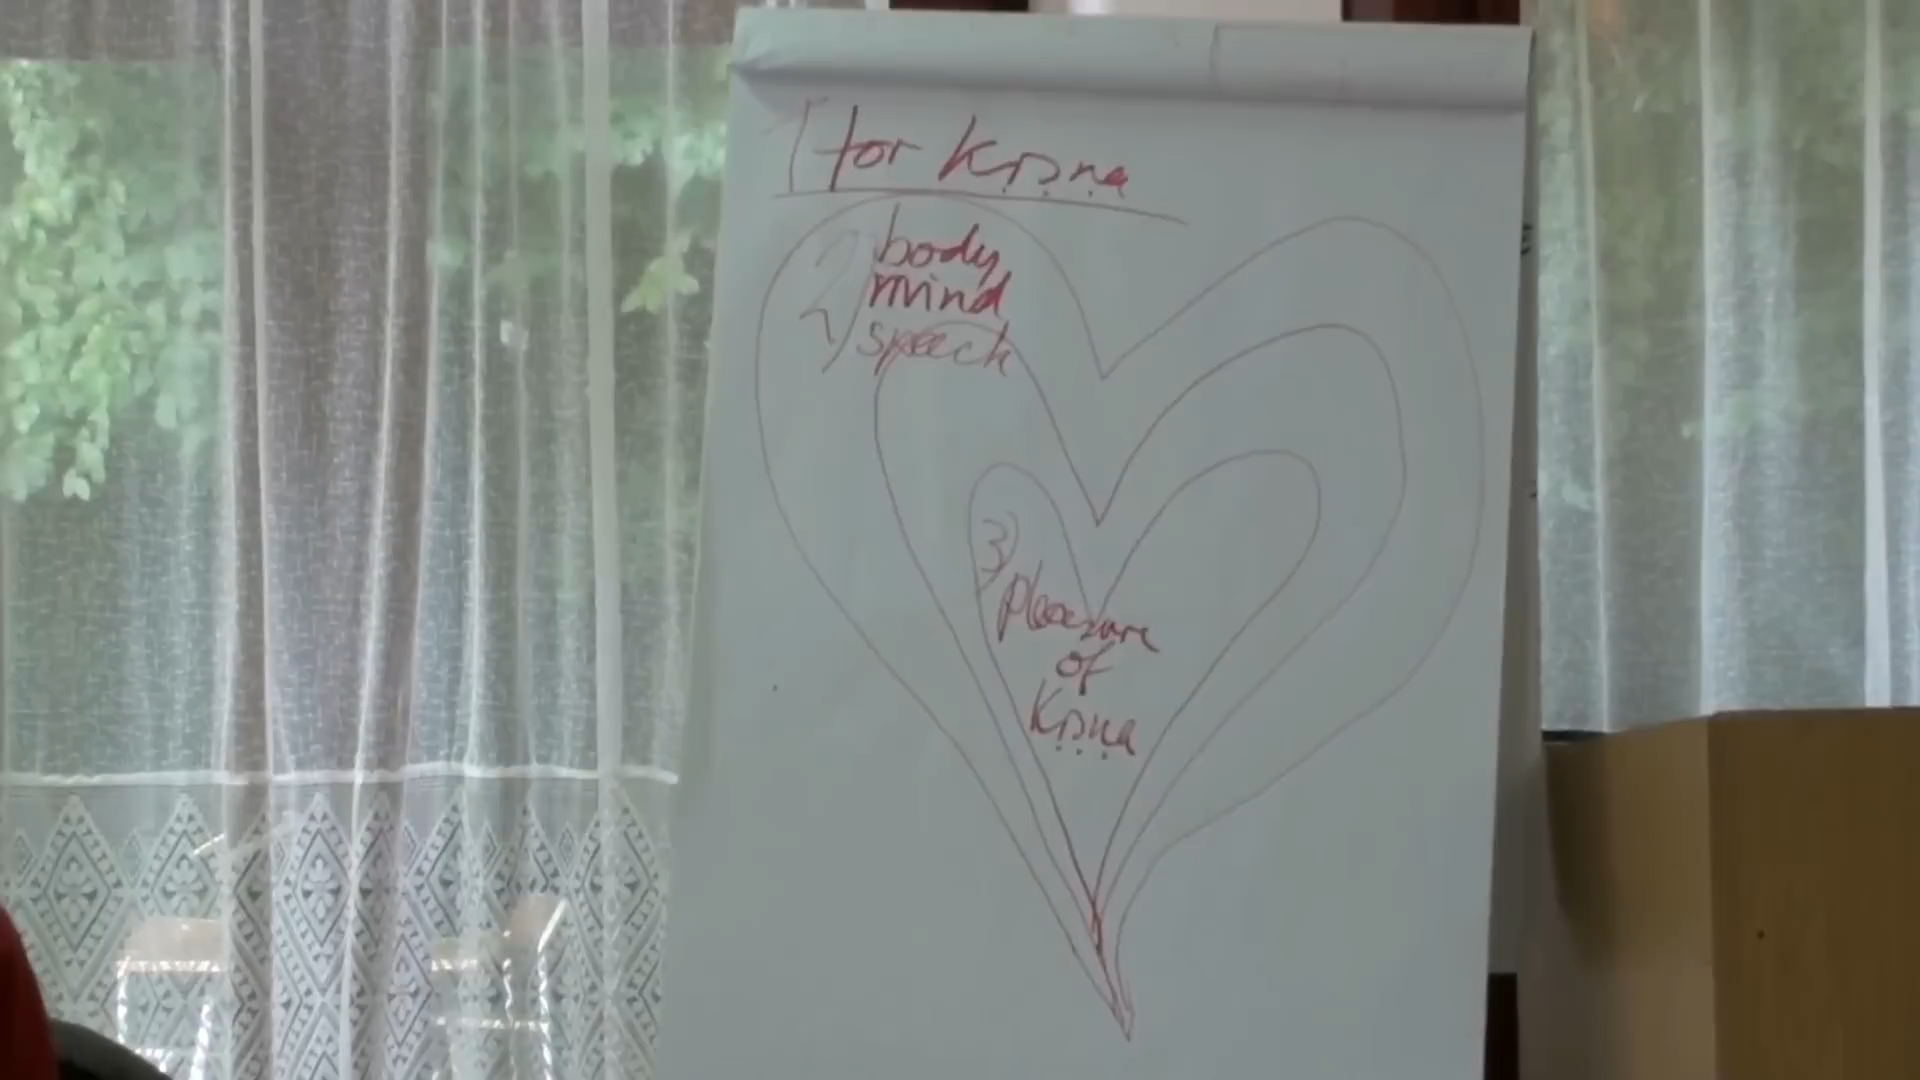 1) for Kṛṣṇa
2) body
mind
speech
3) pleasure
of
Kṛṣṇa